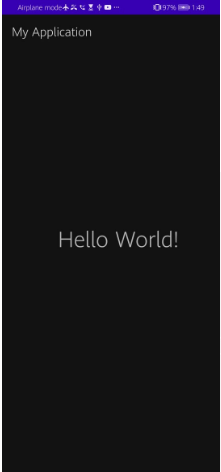 Airplane mode 97% 1:49
My Application
Hello World!